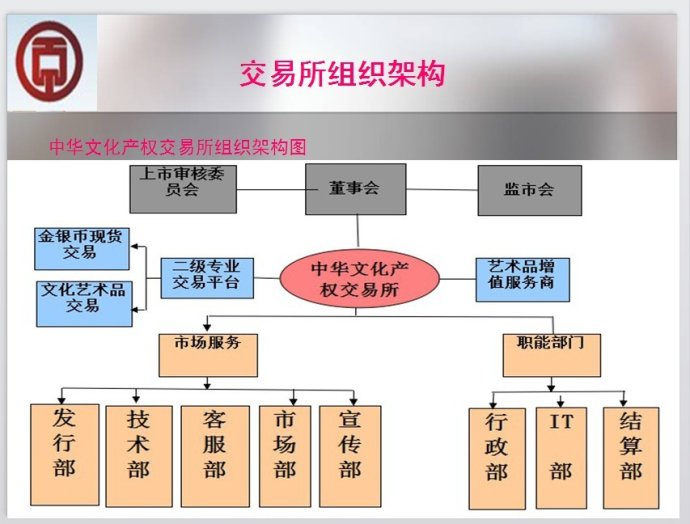 交易所组织架构
中华文化产权交易所组织架构图
上市审核委
员会
董事会
监市会
金银币现货
交易
文化艺术品
交易
二级专业
交易平台
中华文化产
权交易所
艺术品增
值服务商
市场服务
职能部门
发行部
技术部
客服部
市场部
宣传部
行政部
IT部
结算部